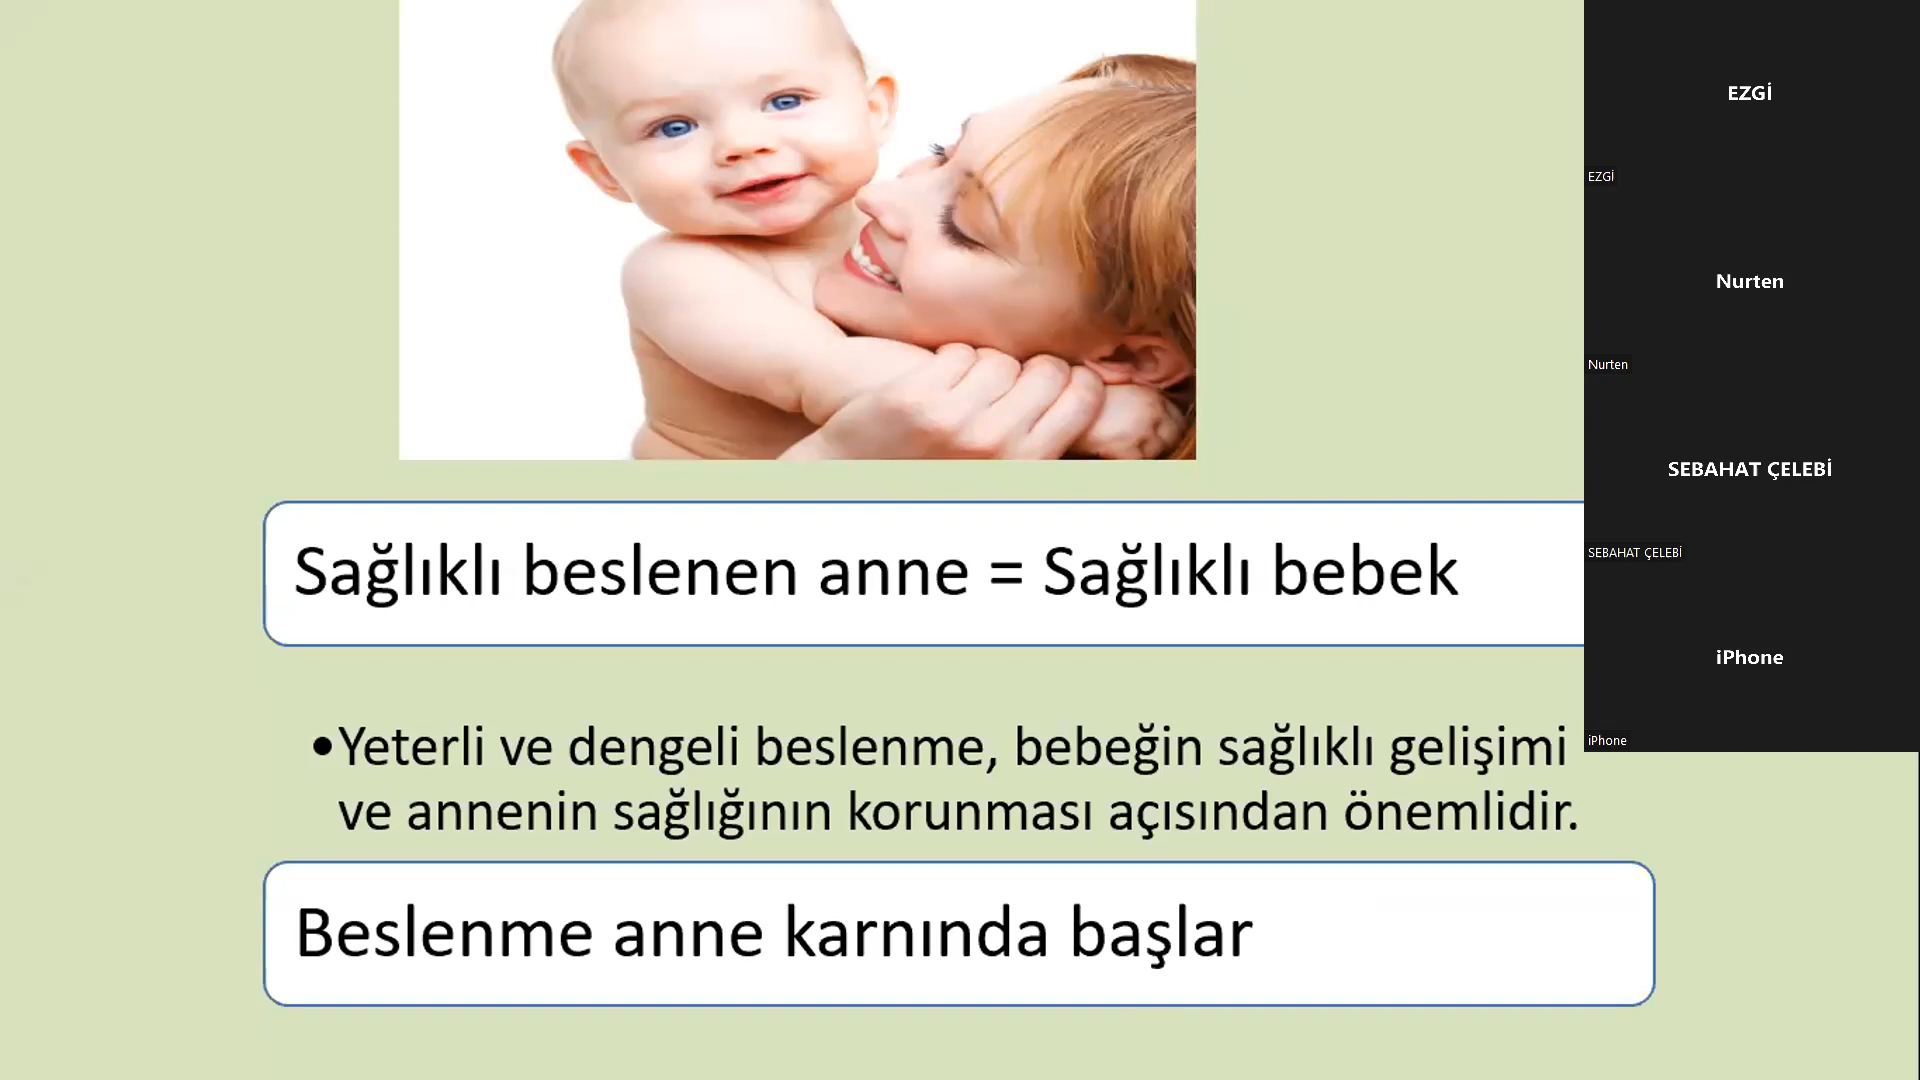 Sağlıklı beslenen anne = Sağlıklı bebek
•Yeterli ve dengeli beslenme, bebeğin sağlıklı gelişimi
ve annenin sağlığının korunması açısından önemlidir.
Beslenme anne karnında başlar
EZGİ
EZGİ
Nurten
Nurten
SEBAHAT ÇELEBİ
SEBAHAT ÇELEBİ
iPhone
iPhone